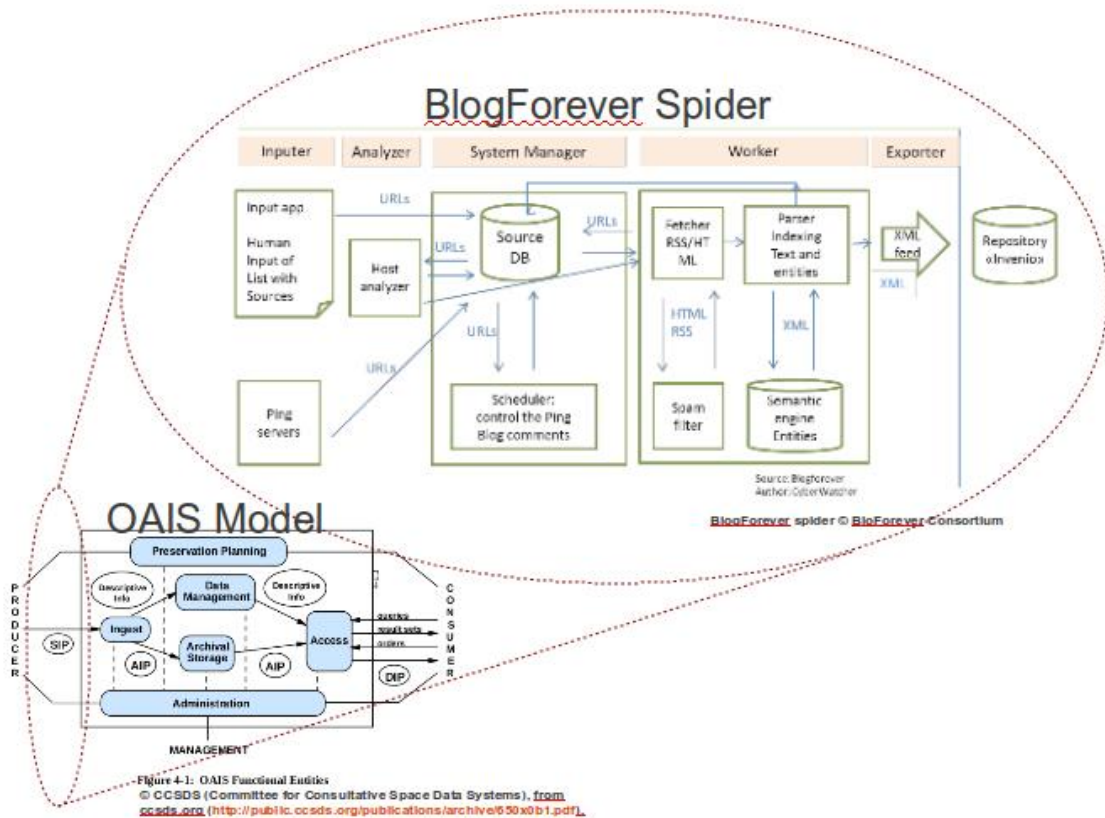 BlogForever Spider
Inputer
Analyzer
System Manager
Worker
Exporter
Input app
Human
Input of
List with
Sources
URLs
Host
analyzer
URLs
Source
DB
URLs
Fetcher
RSS/HT
ML
Parser
Indexing
Text and
entities
XML
feed
XML
Repository
«Invenio»
URLs
HTML
RSS
XML
URLs
Ping
servers
Scheduler:
control the Ping
Blog comments
Spam
filter
Semantic
engine
Entities
Source: Blogforever
Author: CyberWatcher
BlogForever spider © BloForever Consortium
OAIS Model
Preservation Planning
PRODUCER
Descriptive
Info
Data
Management
Descriptive
Info
CONSUMER
SIP
Ingest
Access
queries
result sets
orders
AIP
Archival
Storage
AIP
DIP
Administration
MANAGEMENT
Figure 4-1: OAIS Functional Entities
© CCSDS (Committee for Consultative Space Data Systems), from
ccsds.org (http://public.ccsds.org/publications/archive/650x0b1.pdf).